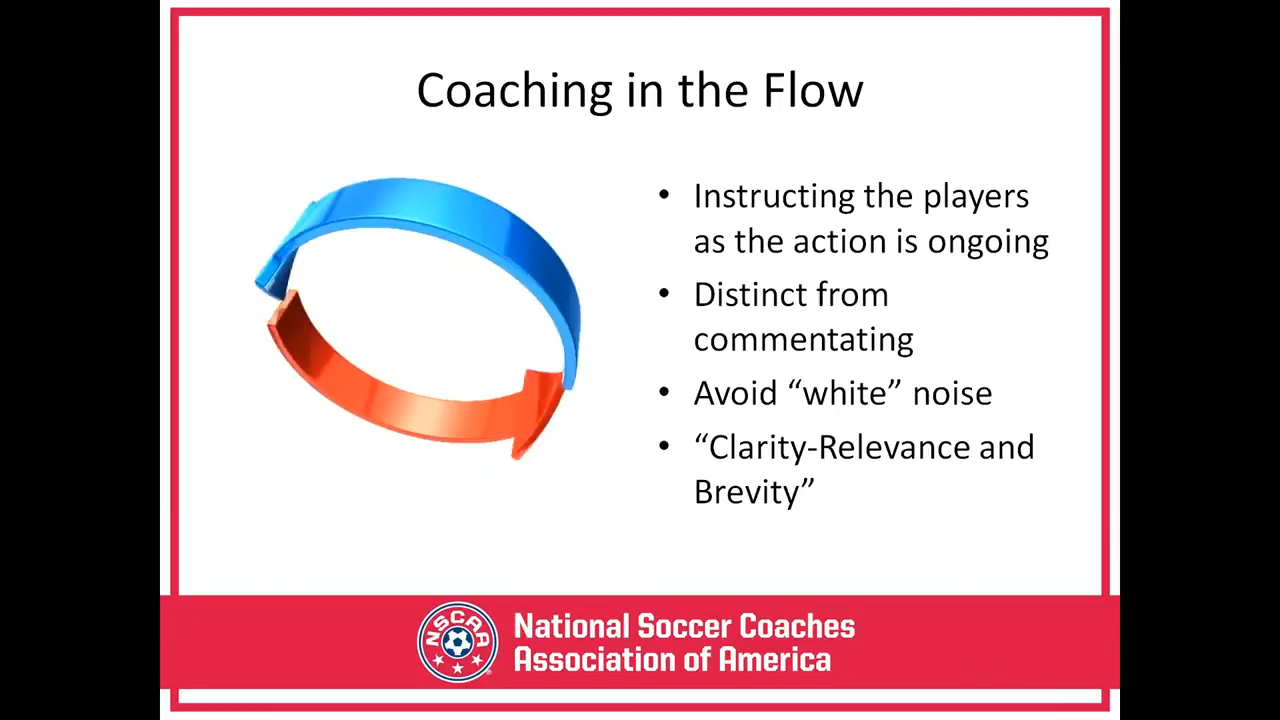 Coaching in the Flow
• Instructing the players
as the action is ongoing
• Distinct from
commentating
• Avoid “white” noise
• “Clarity-Relevance and
Brevity”
NSCAA
National Soccer Coaches
Association of America